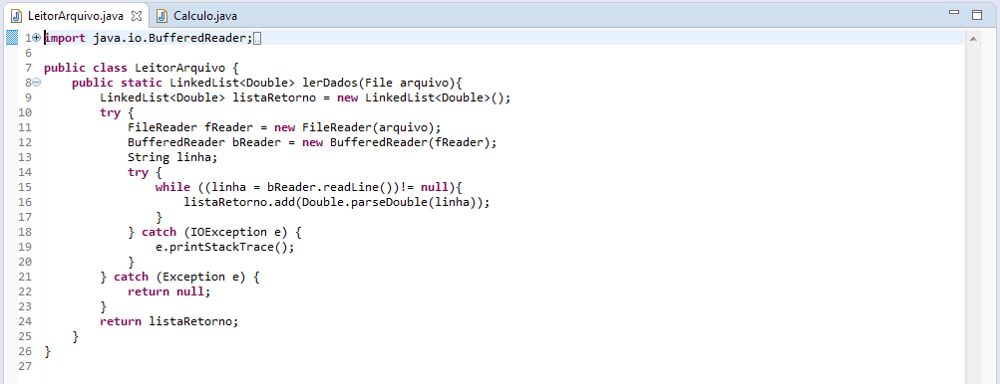 LeitorArquivo.java Calculo.java
1 import java.io.BufferedReader;
6
7 public class LeitorArquivo {
8     public static LinkedList<Double> lerDados(File arquivo){
9         LinkedList<Double> listaRetorno = new LinkedList<Double>();
10         try {
11             FileReader fReader = new FileReader(arquivo);
12             BufferedReader bReader = new BufferedReader(fReader);
13             String linha;
14             try {
15                 while ((linha = bReader.readLine())!= null){
16                     listaRetorno.add(Double.parseDouble(linha));
17                 }
18             } catch (IOException e) {
19                 e.printStackTrace();
20             }
21         } catch (Exception e) {
22             return null;
23         }
24         return listaRetorno;
25     }
26 }
27